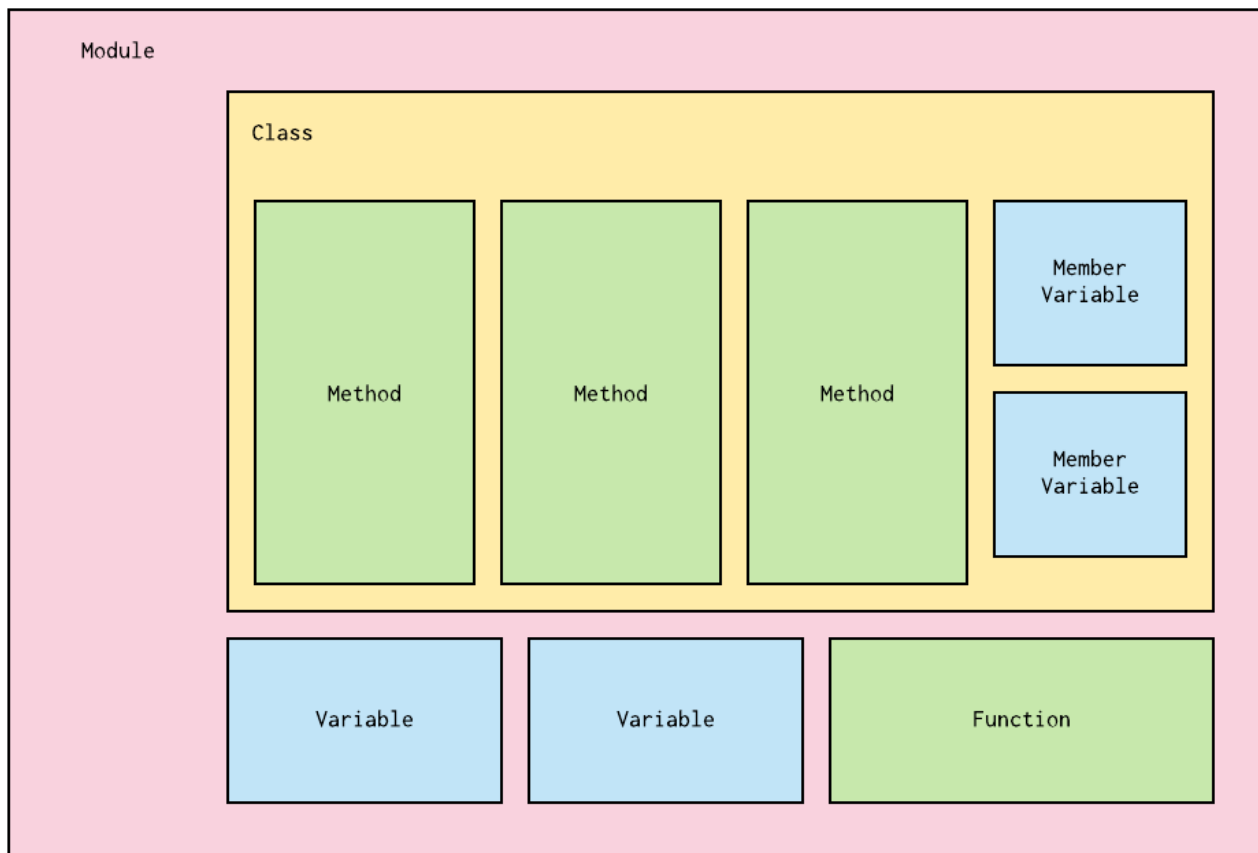 Module
Class
Method
Method
Method
Member
Variable
Member
Variable
Variable
Variable
Function